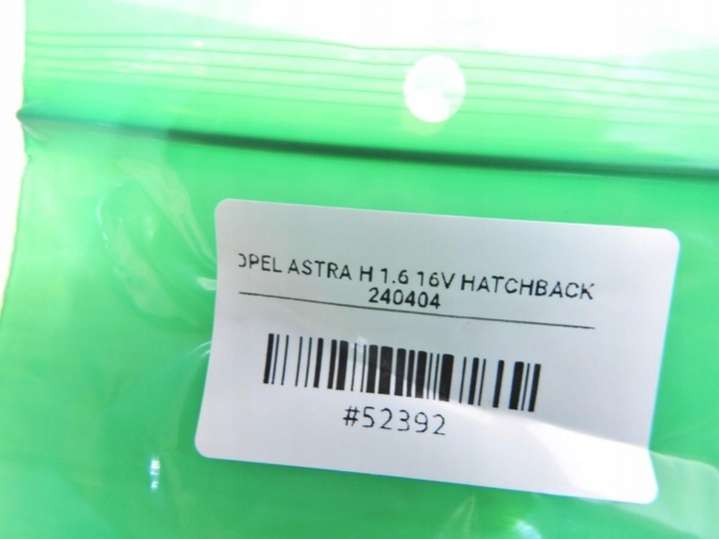 OPEL ASTRA H 1.6 16V HATCHBACK
240404
#52392